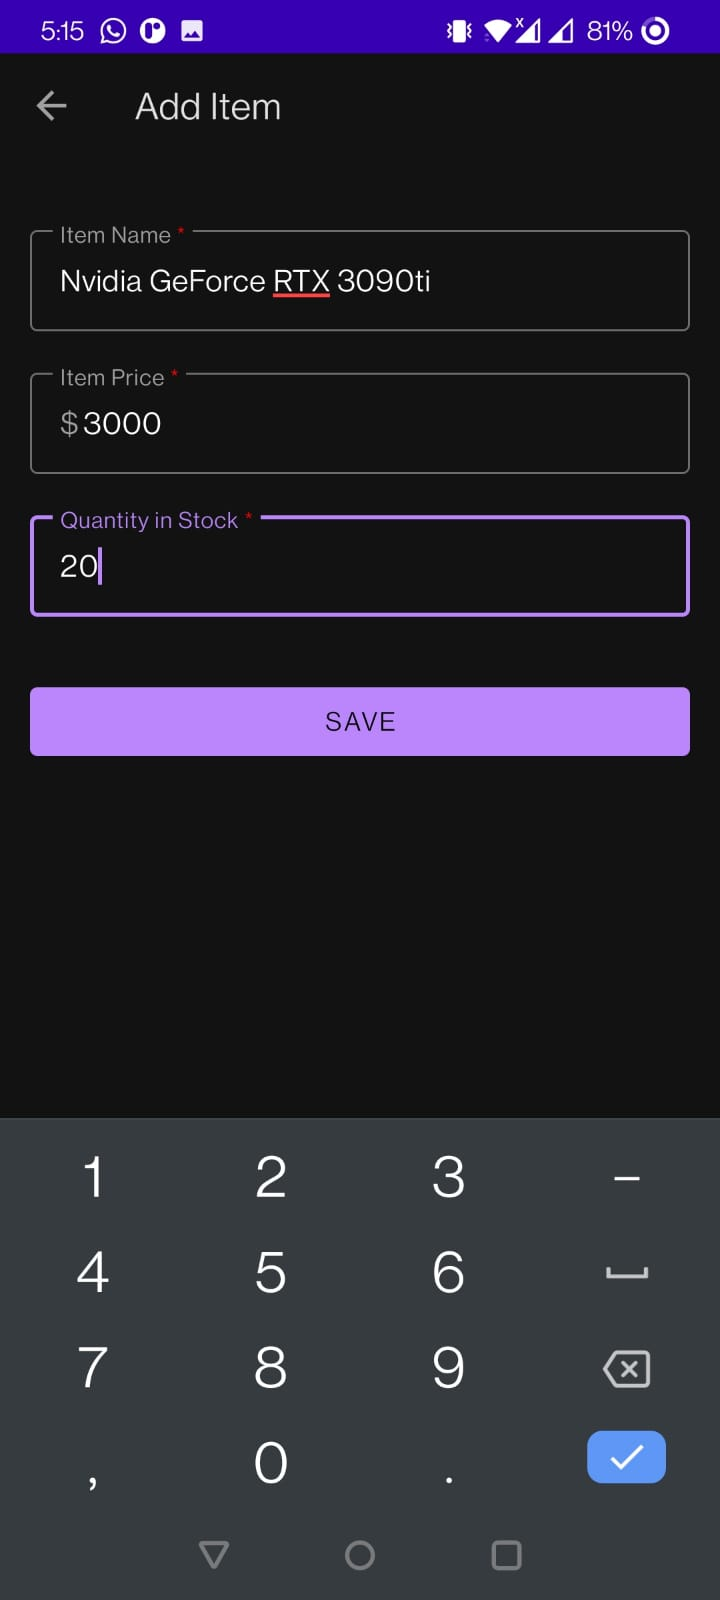 5:15 81%
Add Item
Item Name *
Nvidia GeForce RTX 3090ti
Item Price *
$3000
Quantity in Stock *
20
SAVE
1 2 3 –
4 5 6
7 8 9
, 0 .